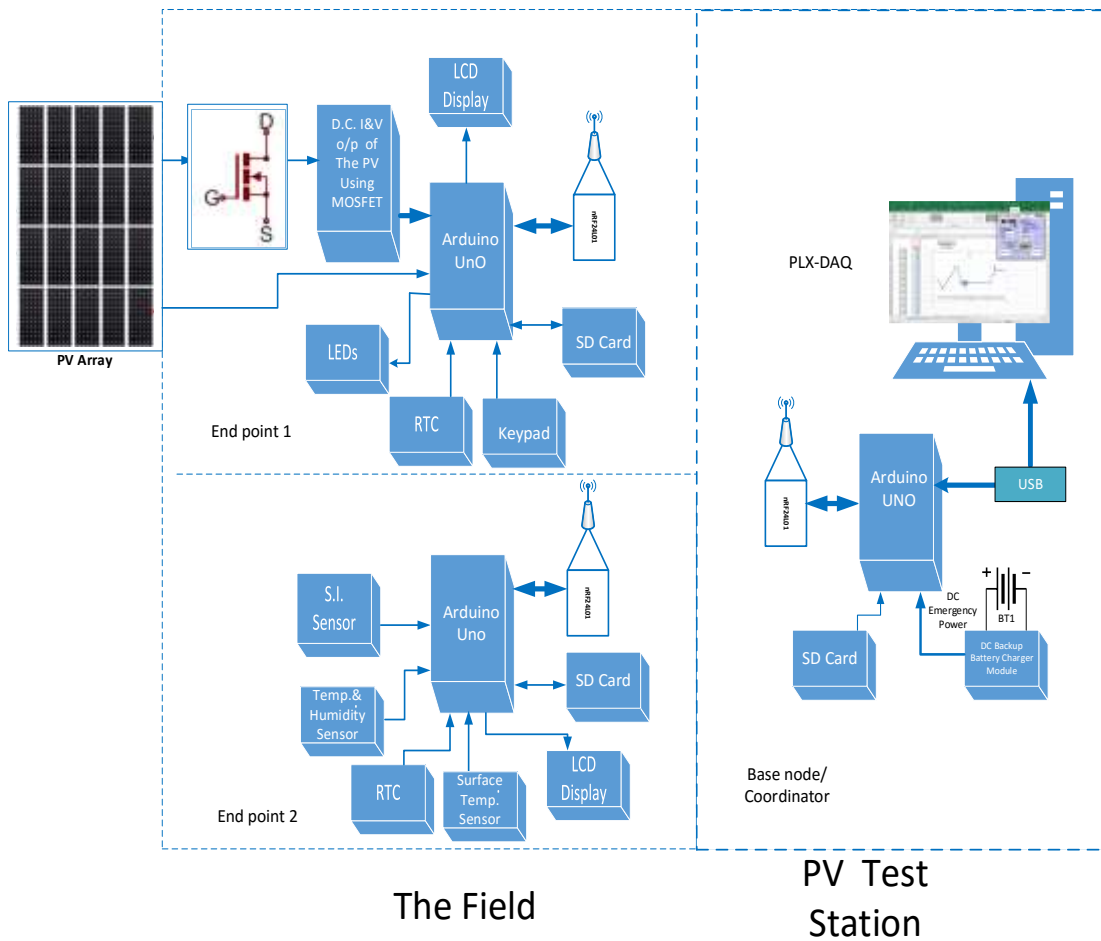 LCD
Display
D
G
S
D.C. I&V
o/p of
The PV
Using
MOSFET
nRF24L01
Arduino
UnO
PV Array
LEDs
SD Card
RTC
Keypad
End point 1
PLX-DAQ
nRF24L01
Arduino
UNO
USB
DC
Emergency
Power
+
−
BT1
SD Card
DC Backup
Battery Charger
Module
Base node/
Coordinator
nRF24L01
S.I.
Sensor
Arduino
Uno
Temp.&
Humidity
Sensor
SD Card
RTC
Surface
Temp.
Sensor
LCD
Display
End point 2
The Field
PV Test
Station